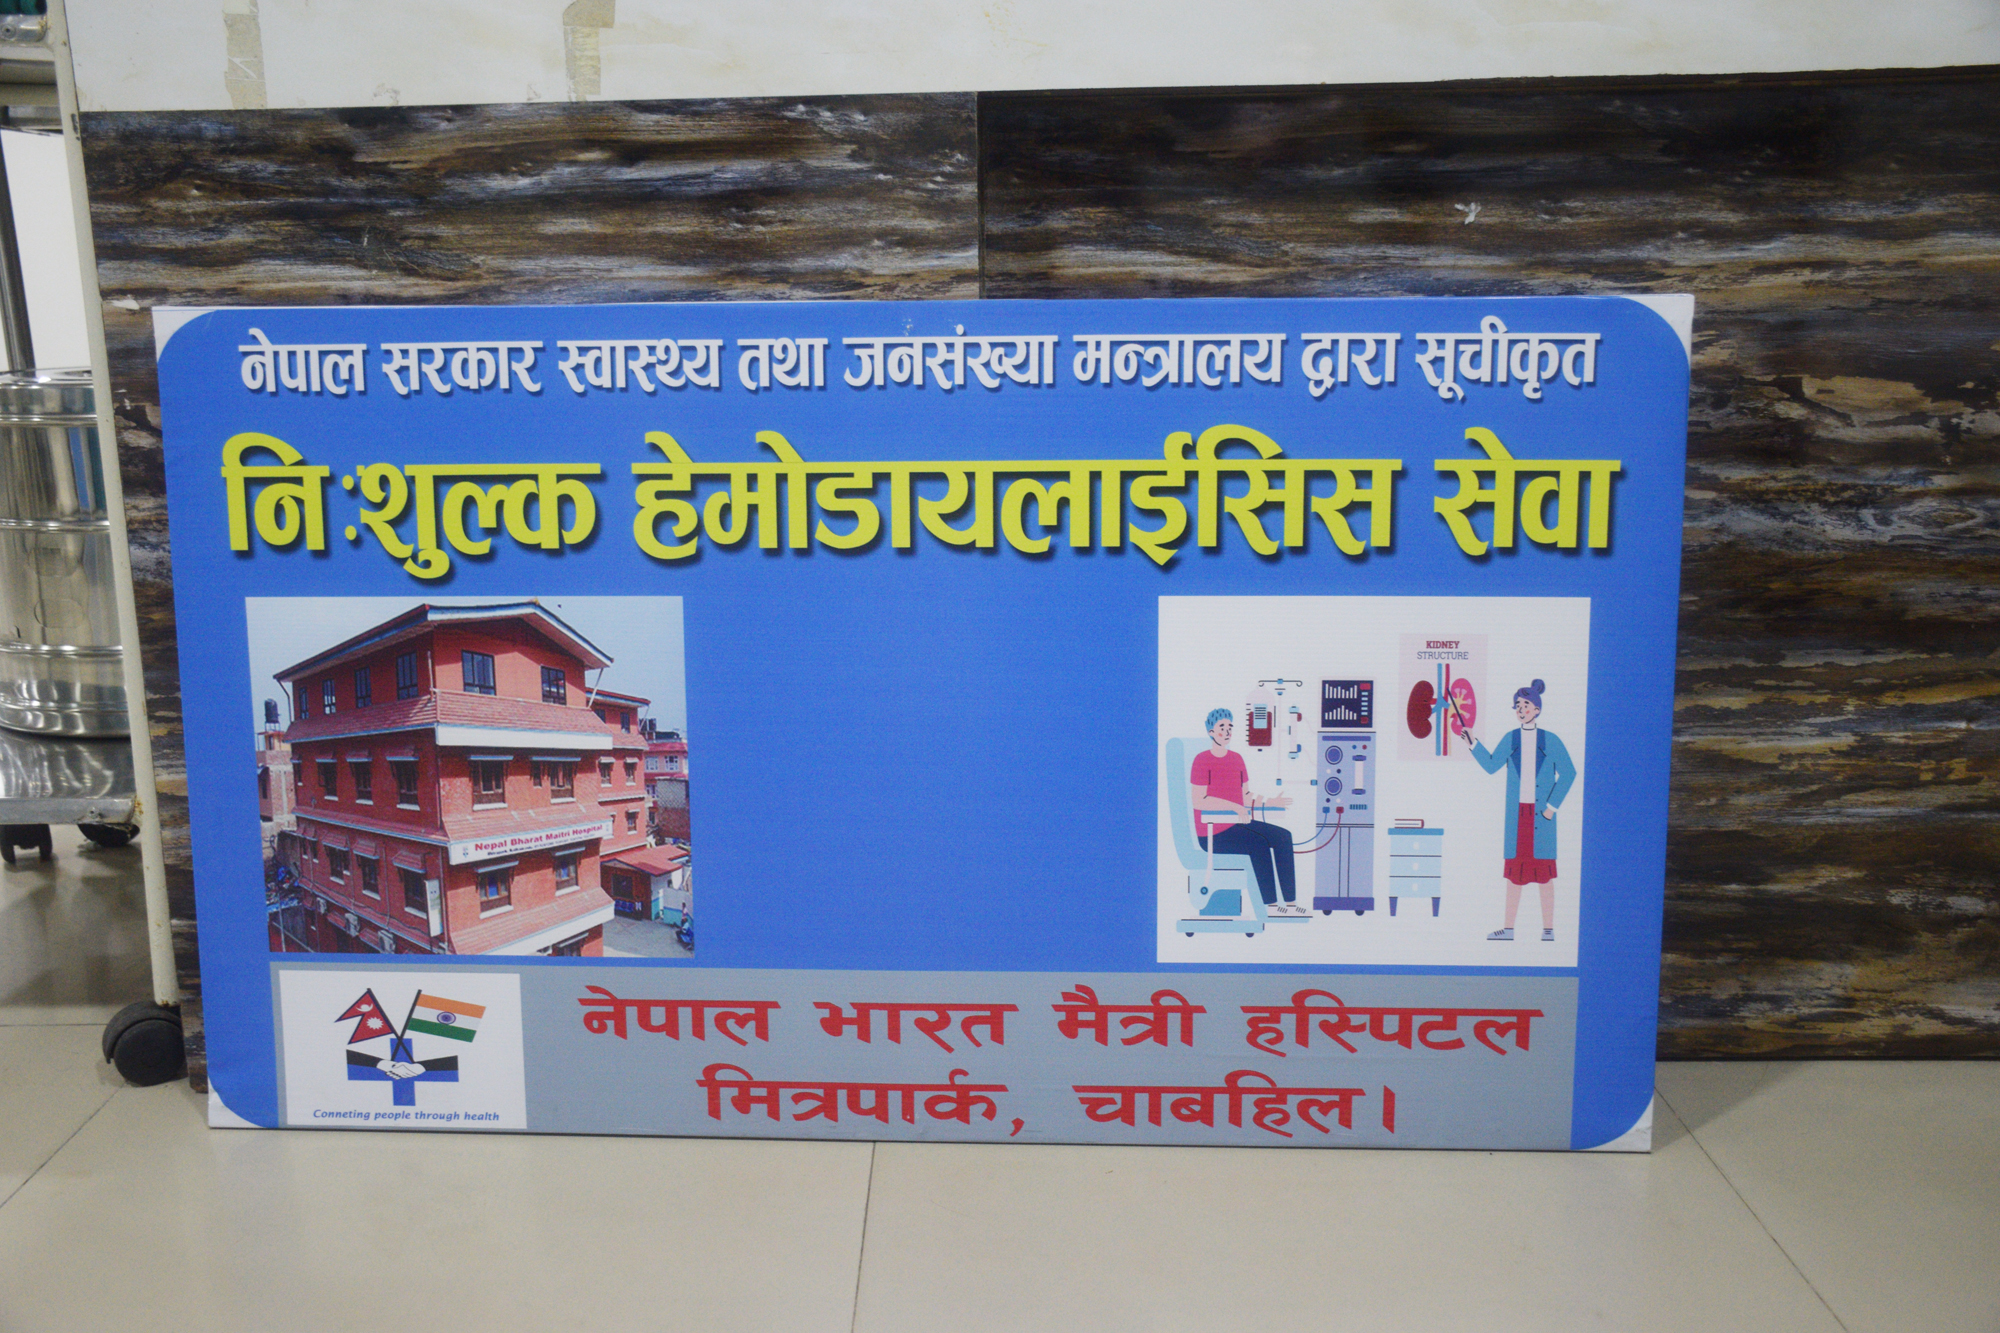 नेपाल सरकार स्वास्थ्य तथा जनसंख्या मन्त्रालय द्वारा सूचीकृत
निःशुल्क हेमोडायलाईसिस सेवा
Nepal Bharat Maitri Hospital
KIDNEY
STRUCTURE
नेपाल भारत मैत्री हस्पिटल
मित्रपार्क, चाबहिल।
Conneting people through health